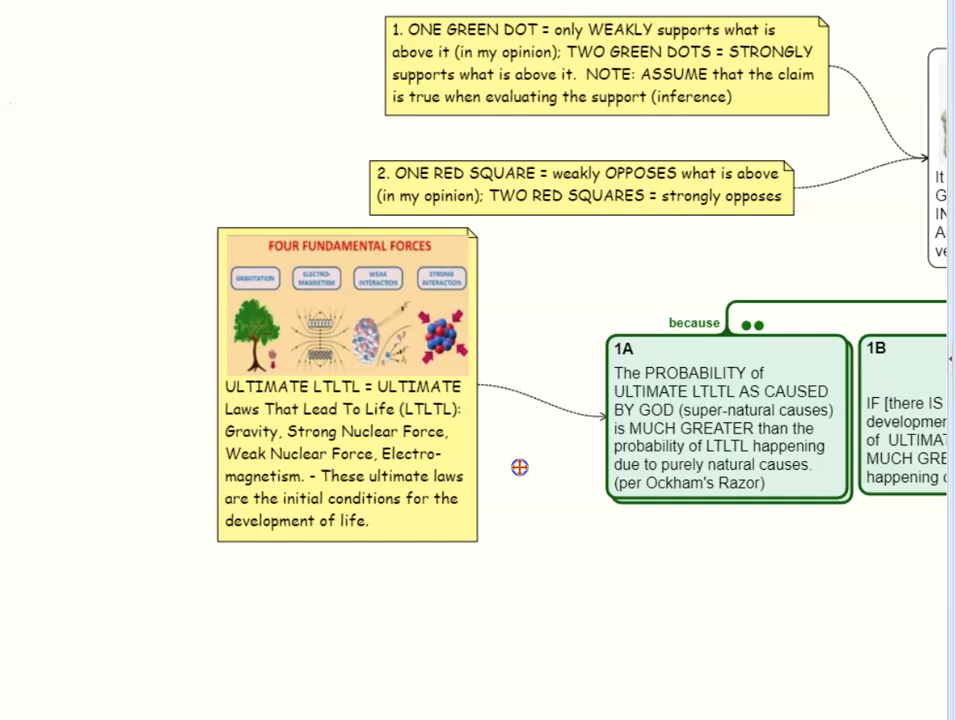 1. ONE GREEN DOT = only WEAKLY supports what is
above it (in my opinion); TWO GREEN DOTS = STRONGLY
supports what is above it. NOTE: ASSUME that the claim
is true when evaluating the support (inference)
2. ONE RED SQUARE = weakly OPPOSES what is above
(in my opinion); TWO RED SQUARES = strongly opposes
It
G
IN
A
ve
FOUR FUNDAMENTAL FORCES
GRAVITATION
ELECTRO-
MAGNETISM
WEAK
INTERACTION
STRONG
INTERACTION
ULTIMATE LTLTL = ULTIMATE
Laws That Lead To Life (LTLTL):
Gravity, Strong Nuclear Force,
Weak Nuclear Force, Electro-
magnetism. - These ultimate laws
are the initial conditions for the
development of life.
because
1A
The PROBABILITY of
ULTIMATE LTLTL AS CAUSED
BY GOD (super-natural causes)
is MUCH GREATER than the
probability of LTLTL happening
due to purely natural causes.
(per Ockham's Razor)
1B
IF [there IS
developmen
of ULTIMAT
MUCH GRE
happening